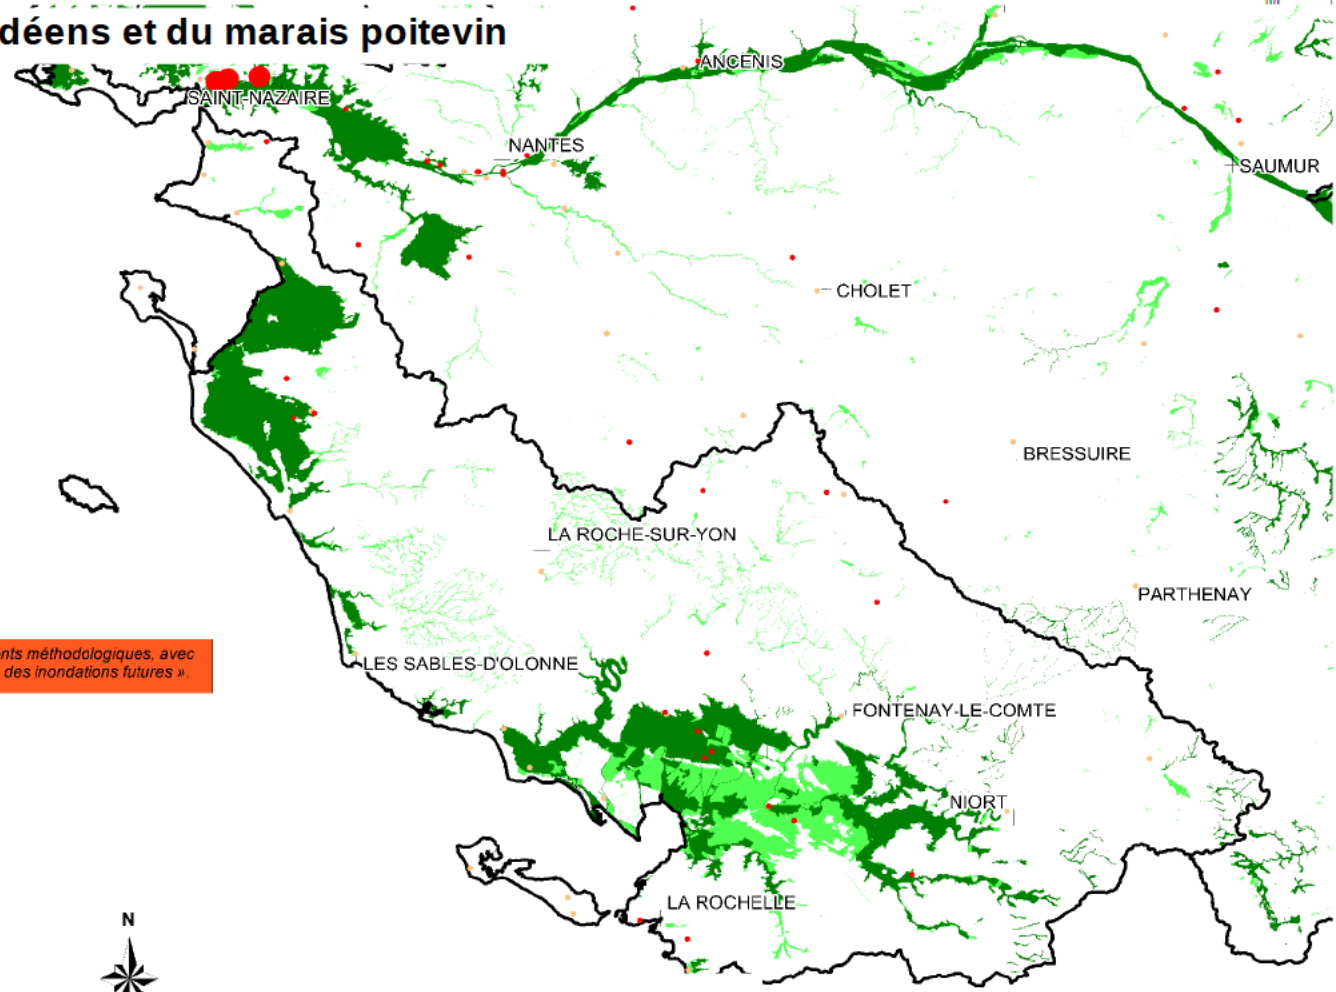 déens et du marais poitevin
ANCENIS
SAINT-NAZAIRE
NANTES
SAUMUR
CHOLET
BRESSUIRE
LA ROCHE-SUR-YON
PARTHENAY
nts méthodologiques, avec
des inondations futures ».
LES SABLES-D'OLONNE
FONTENAY-LE-COMTE
NIORT
LA ROCHELLE
N